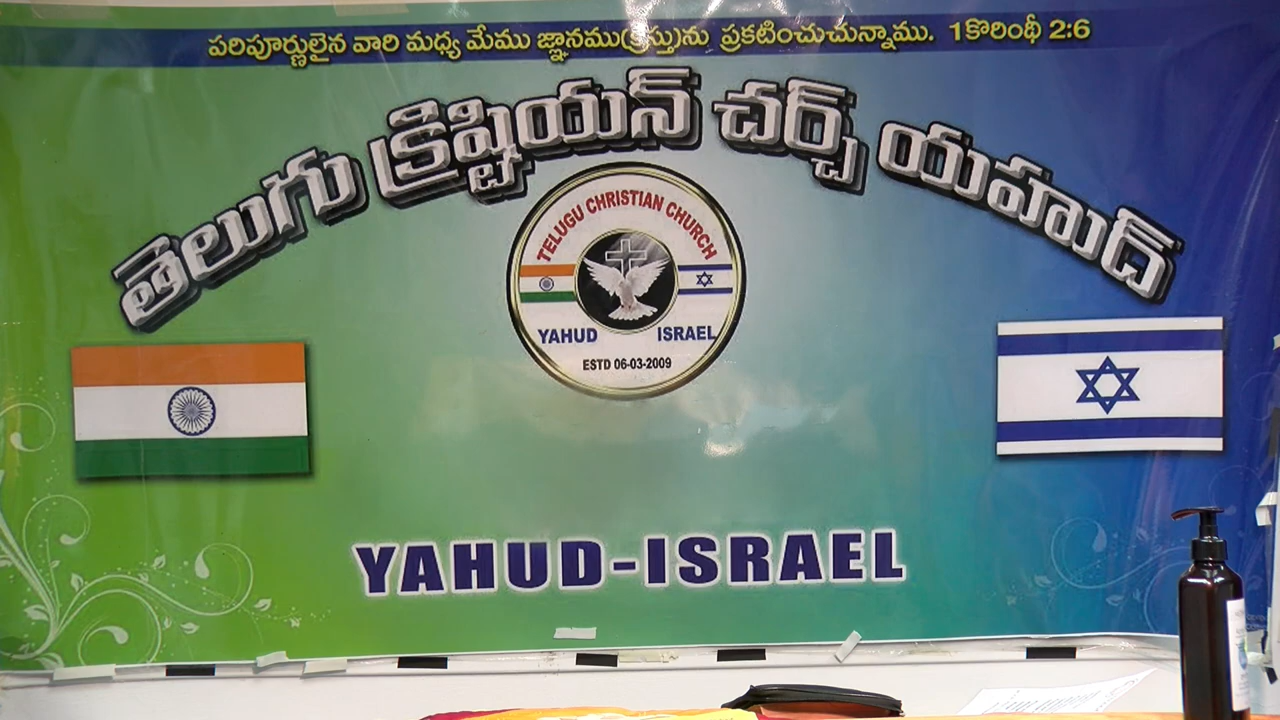 పరిపూర్ణులైన వారి మధ్య మేము జ్ఞానము(క్రీస్తు)ను ప్రకటించుచున్నాము. 1కొరింథీ 2:6
తెలుగు క్రిష్టియన్ చర్చ్ యహుద్
TELUGU CHRISTIAN CHURCH
YAHUD ISRAEL
ESTD 06-03-2009
YAHUD-ISRAEL